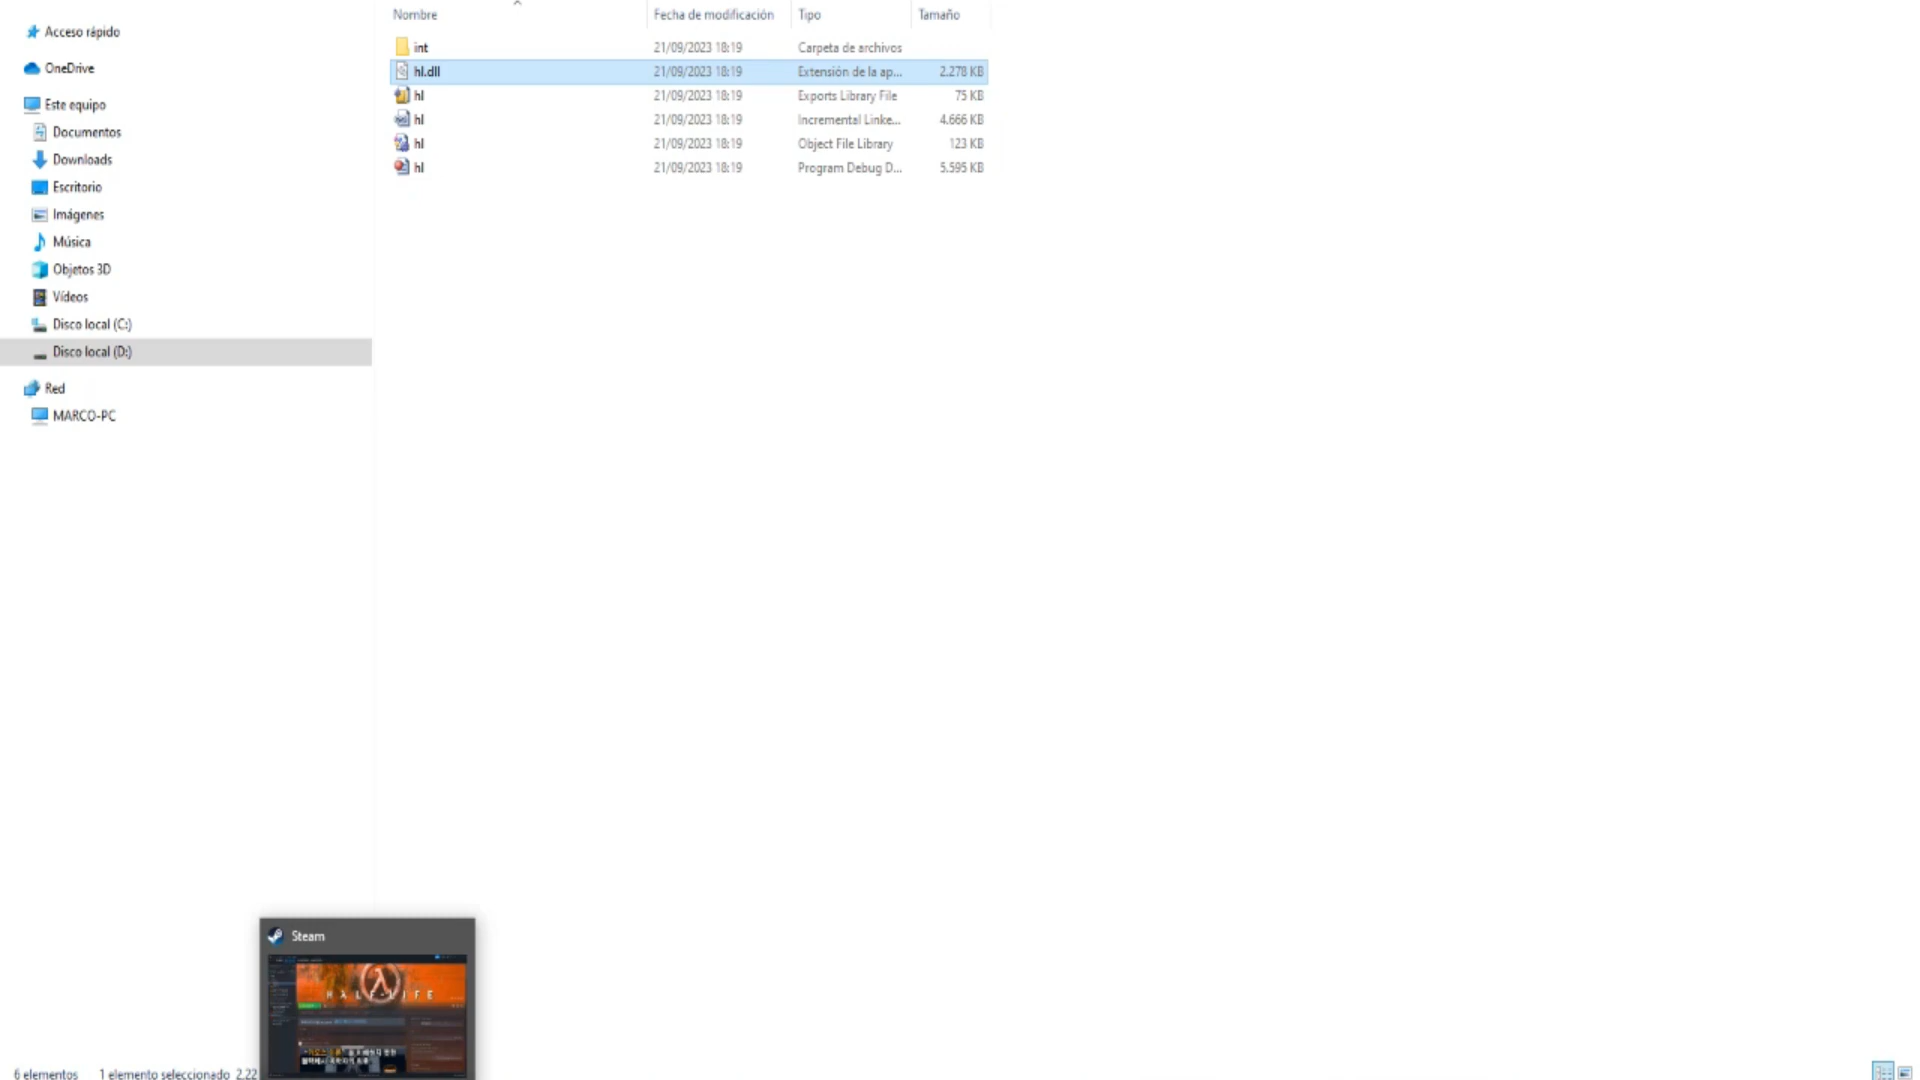 Nombre Fecha de modificación Tipo Tamaño
Acceso rápido
OneDrive
Este equipo
Documentos
Downloads
Escritorio
Imágenes
Música
Objetos 3D
Vídeos
Disco local (C:)
Disco local (D:)
Red
MARCO-PC
int 21/09/2023 18:19 Carpeta de archivos
hl.dll 21/09/2023 18:19 Extensión de la ap... 2.278 KB
hl 21/09/2023 18:19 Exports Library File 75 KB
hl 21/09/2023 18:19 Incremental Linke... 4.666 KB
hl 21/09/2023 18:19 Object File Library 123 KB
hl 21/09/2023 18:19 Program Debug D... 5.595 KB
Steam
HALF-LIFE
6 elementos 1 elemento seleccionado 2,22